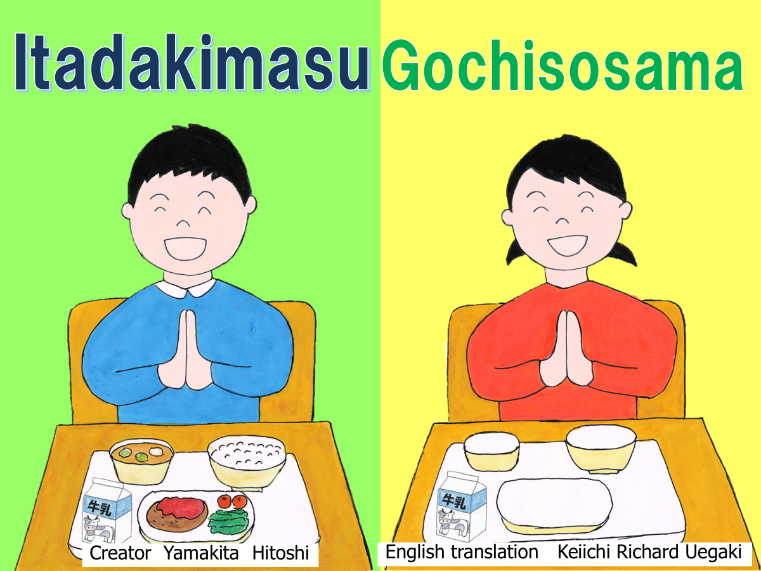 Itadakimasu
Gochisosama
牛乳
牛乳
Creator Yamakita Hitoshi
English translation Keiichi Richard Uegaki